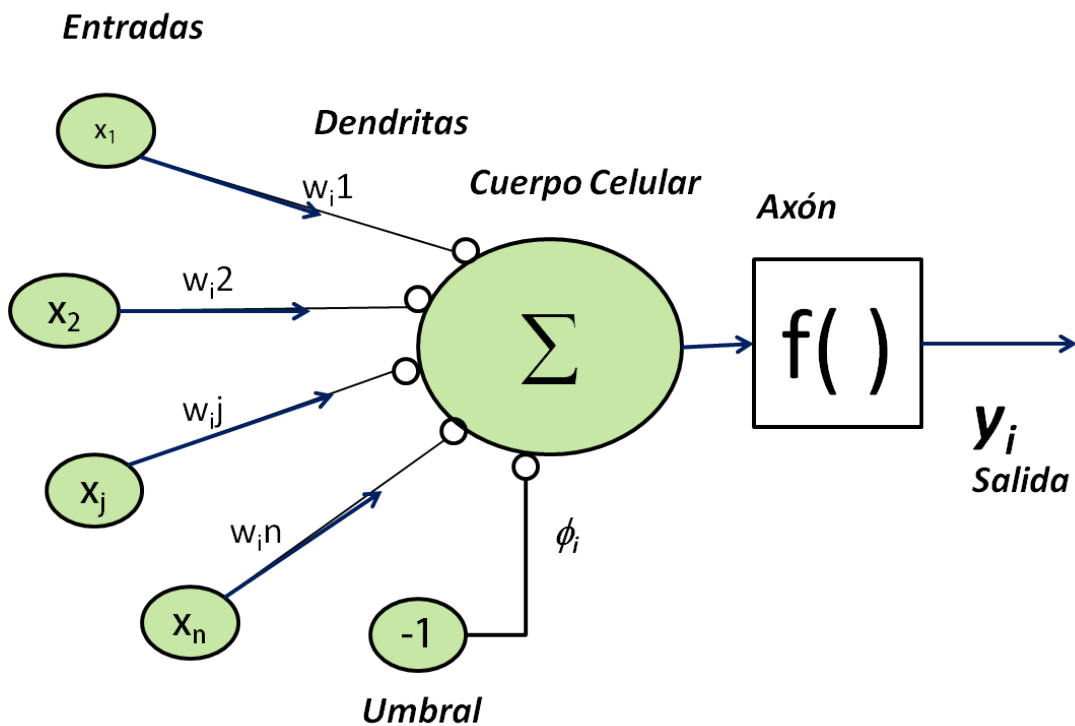 Entradas
x₁
Dendritas
wᵢ1
Cuerpo Celular
Axón
wᵢ2
x₂
Σ
f( )
wᵢj
xⱼ
yᵢ
Salida
wᵢn
ϕᵢ
xₙ
-1
Umbral